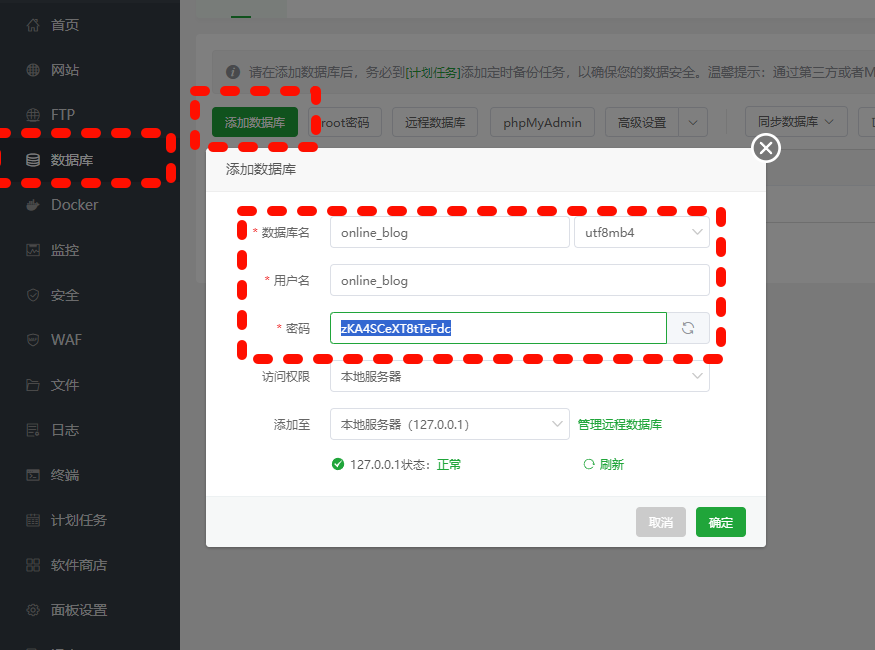 首页
网站
FTP
数据库
Docker
监控
安全
WAF
文件
日志
终端
计划任务
软件商店
面板设置
请在添加数据库后，务必到[计划任务]添加定时备份任务，以确保您的数据安全。温馨提示：通过第三方或者M
添加数据库 root密码 远程数据库 phpMyAdmin 高级设置 同步数据库
添加数据库
* 数据库名 online_blog utf8mb4
* 用户名 online_blog
* 密码 zKA4SCeXT8tTeFdc
访问权限 本地服务器
添加至 本地服务器（127.0.0.1） 管理远程数据库
127.0.0.1状态：正常 刷新
取消 确定